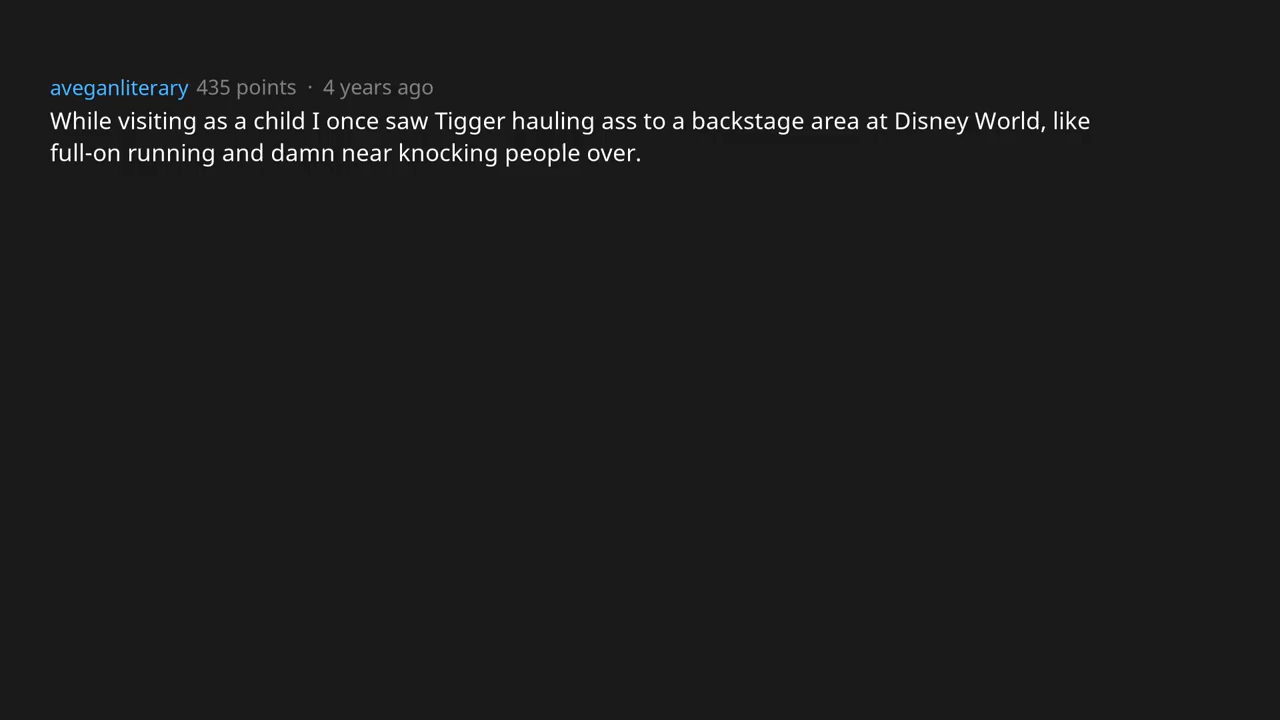 aveganliterary 435 points · 4 years ago
While visiting as a child I once saw Tigger hauling ass to a backstage area at Disney World, like
full-on running and damn near knocking people over.